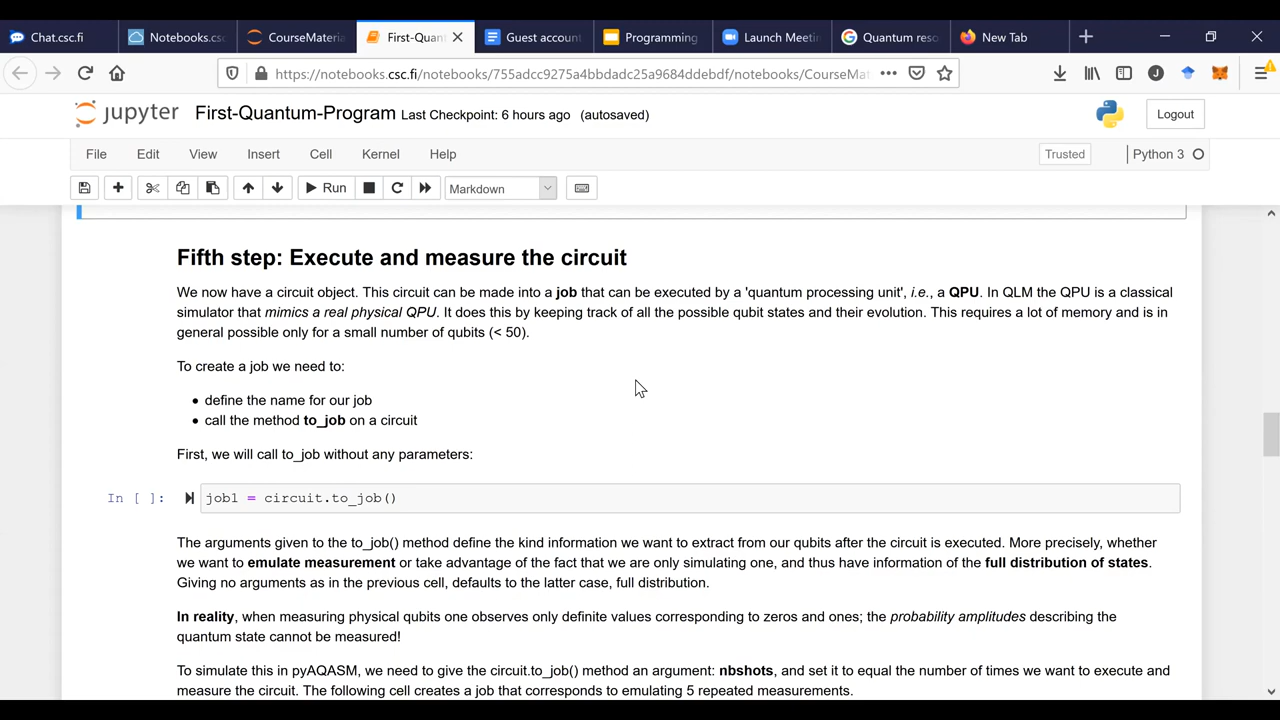 Chat.csc.fi
Notebooks.csc
CourseMateria
First-Quan
Guest account
Programming
Launch Meeti
Quantum reso
New Tab
https://notebooks.csc.fi/notebooks/755adcc9275a4bbdadc25a9684ddebdf/notebooks/CourseMat
J
jupyter First-Quantum-Program Last Checkpoint: 6 hours ago (autosaved) Logout
File Edit View Insert Cell Kernel Help Trusted Python 3
Run Markdown
Fifth step: Execute and measure the circuit
We now have a circuit object. This circuit can be made into a job that can be executed by a 'quantum processing unit', i.e., a QPU. In QLM the QPU is a classical
simulator that mimics a real physical QPU. It does this by keeping track of all the possible qubit states and their evolution. This requires a lot of memory and is in
general possible only for a small number of qubits (< 50).
To create a job we need to:
• define the name for our job
• call the method to_job on a circuit
First, we will call to_job without any parameters:
In [ ]: job1 = circuit.to_job()
The arguments given to the to_job() method define the kind information we want to extract from our qubits after the circuit is executed. More precisely, whether
we want to emulate measurement or take advantage of the fact that we are only simulating one, and thus have information of the full distribution of states.
Giving no arguments as in the previous cell, defaults to the latter case, full distribution.
In reality, when measuring physical qubits one observes only definite values corresponding to zeros and ones; the probability amplitudes describing the
quantum state cannot be measured!
To simulate this in pyAQASM, we need to give the circuit.to_job() method an argument: nbshots, and set it to equal the number of times we want to execute and
measure the circuit. The following cell creates a job that corresponds to emulating 5 repeated measurements.